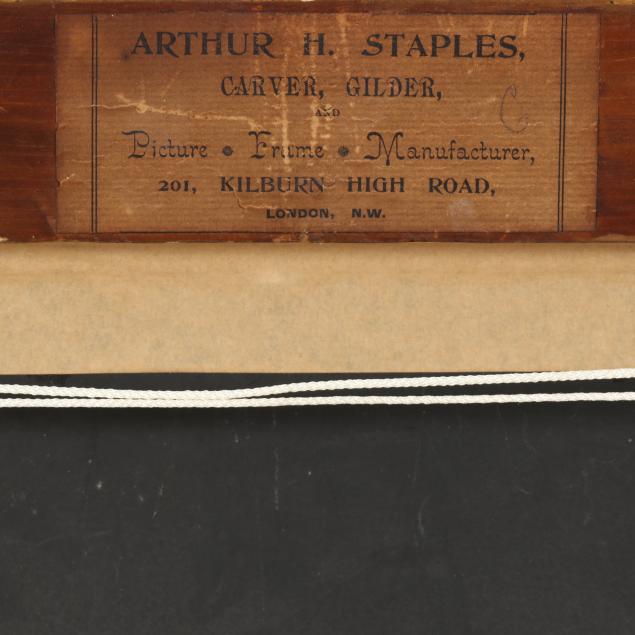 ARTHUR H. STAPLES,
CARVER, GILDER,
AND
Picture • Frame • Manufacturer,
201, KILBURN HIGH ROAD,
LONDON, N.W.
C